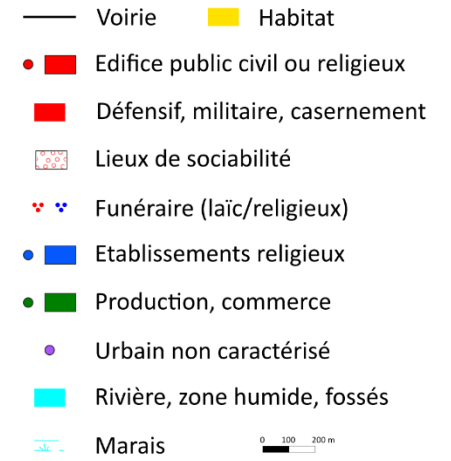 Voirie Habitat
Edifice public civil ou religieux
Défensif, militaire, casernement
Lieux de sociabilité
Funéraire (laïc/religieux)
Etablissements religieux
Production, commerce
Urbain non caractérisé
Rivière, zone humide, fossés
Marais 0 100 200 m